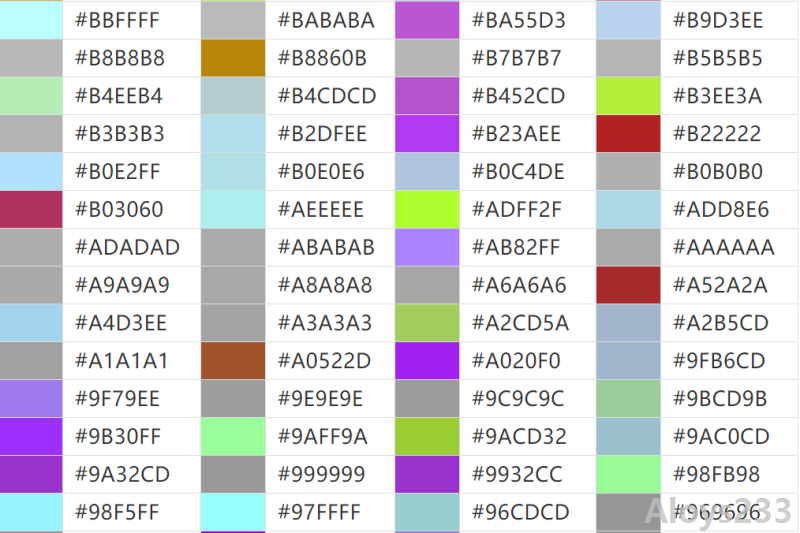 #BBFFFF #BABABA #BA55D3 #B9D3EE
#B8B8B8 #B8860B #B7B7B7 #B5B5B5
#B4EEB4 #B4CDCD #B452CD #B3EE3A
#B3B3B3 #B2DFEE #B23AEE #B22222
#B0E2FF #B0E0E6 #B0C4DE #B0B0B0
#B03060 #AEEEEE #ADFF2F #ADD8E6
#ADADAD #ABABAB #AB82FF #AAAAAA
#A9A9A9 #A8A8A8 #A6A6A6 #A52A2A
#A4D3EE #A3A3A3 #A2CD5A #A2B5CD
#A1A1A1 #A0522D #A020F0 #9FB6CD
#9F79EE #9E9E9E #9C9C9C #9BCD9B
#9B30FF #9AFF9A #9ACD32 #9AC0CD
#9A32CD #999999 #9932CC #98FB98
#98F5FF #97FFFF #96CDCD #969696
Aloys233